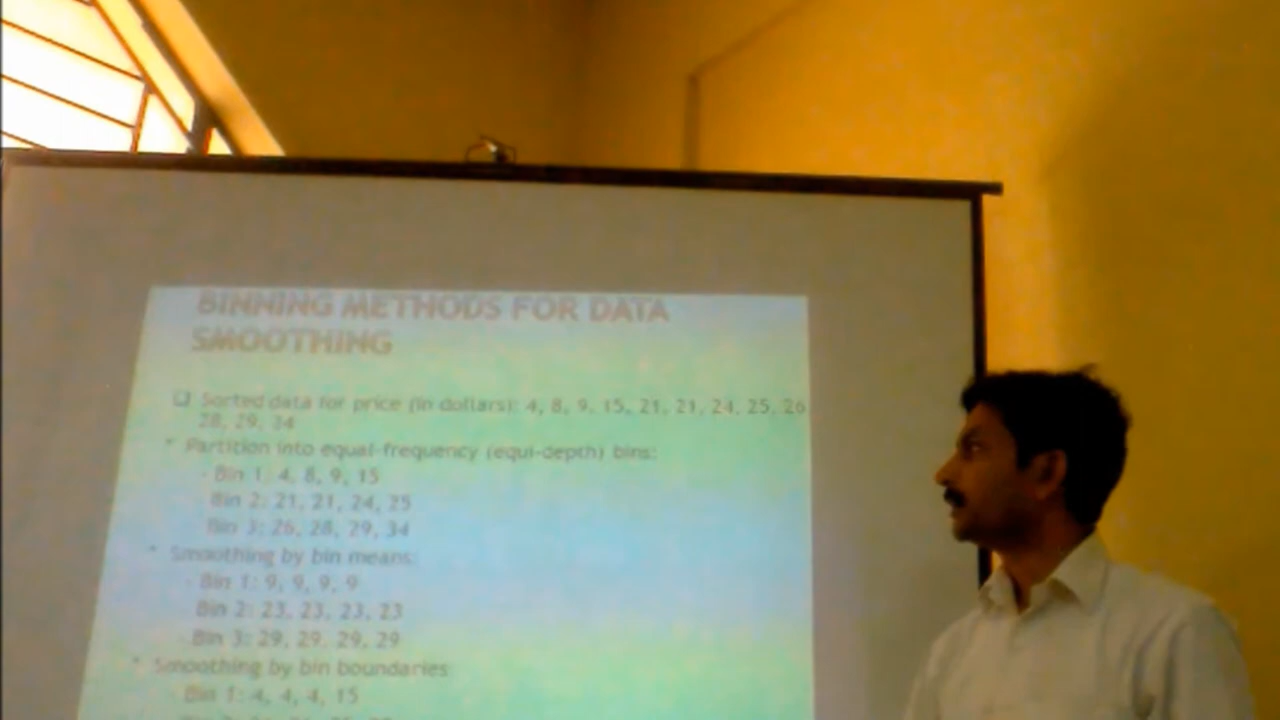 BINNING METHODS FOR DATA
SMOOTHING
Sorted data for price (in dollars): 4, 8, 9, 15, 21, 21, 24, 25, 26
28, 29, 34
* Partition into equal-frequency (equi-depth) bins:
- Bin 1: 4, 8, 9, 15
Bin 2: 21, 21, 24, 25
Bin 3: 26, 28, 29, 34
* Smoothing by bin means:
- Bin 1: 9, 9, 9, 9
Bin 2: 23, 23, 23, 23
- Bin 3: 29, 29, 29, 29
* Smoothing by bin boundaries:
- Bin 1: 4, 4, 4, 15